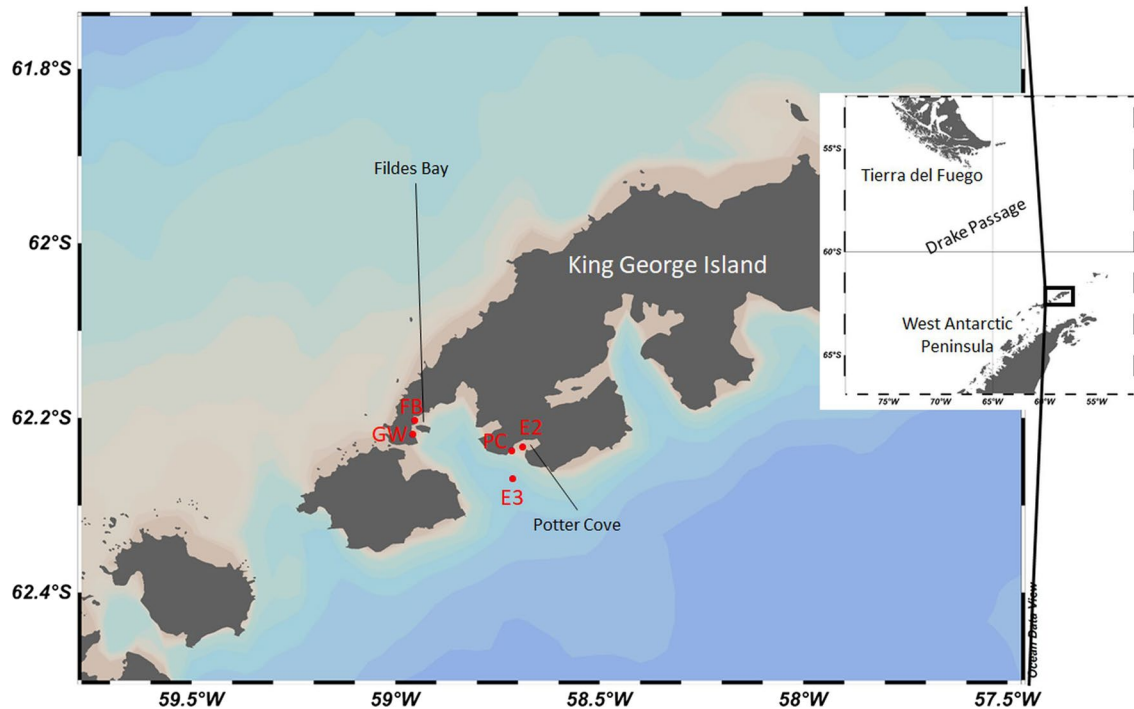 61.8°S
62°S
62.2°S
62.4°S
Fildes Bay
King George Island
FB
GW
PC
E2
E3
Potter Cove
59.5°W
59°W
58.5°W
58°W
57.5°W
Ocean Data View
55°S
60°S
65°S
Tierra del Fuego
Drake Passage
West Antarctic
Peninsula
75°W
70°W
65°W
60°W
55°W